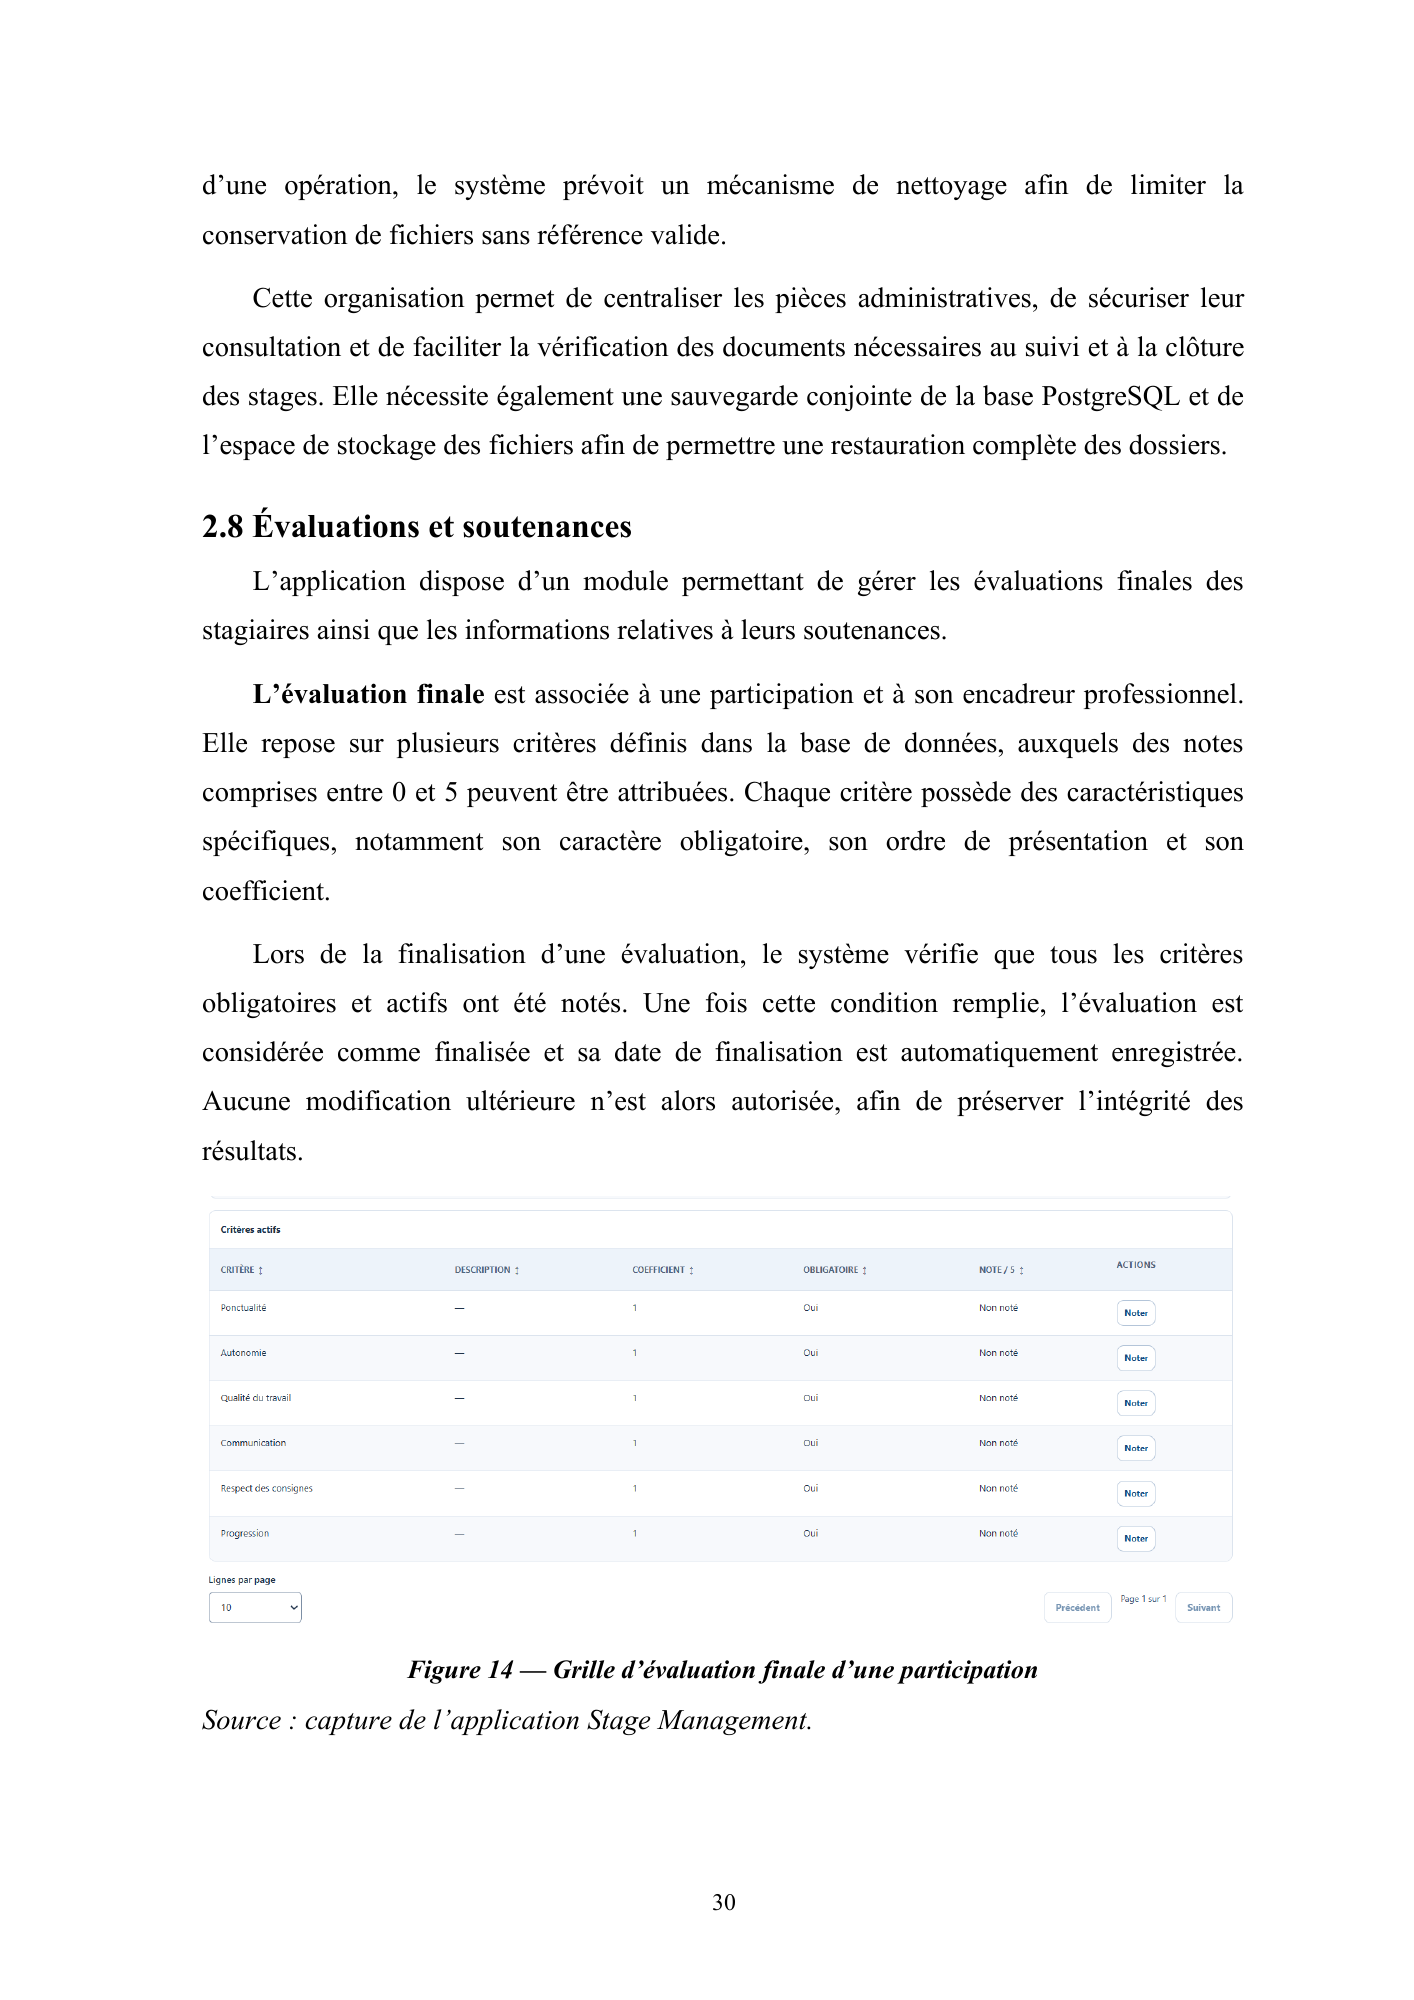 d’une opération, le système prévoit un mécanisme de nettoyage afin de limiter la
conservation de fichiers sans référence valide.
Cette organisation permet de centraliser les pièces administratives, de sécuriser leur
consultation et de faciliter la vérification des documents nécessaires au suivi et à la clôture
des stages. Elle nécessite également une sauvegarde conjointe de la base PostgreSQL et de
l’espace de stockage des fichiers afin de permettre une restauration complète des dossiers.
2.8 Évaluations et soutenances
L’application dispose d’un module permettant de gérer les évaluations finales des
stagiaires ainsi que les informations relatives à leurs soutenances.
L’évaluation finale est associée à une participation et à son encadreur professionnel.
Elle repose sur plusieurs critères définis dans la base de données, auxquels des notes
comprises entre 0 et 5 peuvent être attribuées. Chaque critère possède des caractéristiques
spécifiques, notamment son caractère obligatoire, son ordre de présentation et son
coefficient.
Lors de la finalisation d’une évaluation, le système vérifie que tous les critères
obligatoires et actifs ont été notés. Une fois cette condition remplie, l’évaluation est
considérée comme finalisée et sa date de finalisation est automatiquement enregistrée.
Aucune modification ultérieure n’est alors autorisée, afin de préserver l’intégrité des
résultats.
Critères actifs
CRITÈRE ↕ DESCRIPTION ↕ COEFFICIENT ↕ OBLIGATOIRE ↕ NOTE / 5 ↕ ACTIONS
Ponctualité — 1 Oui Non noté Noter
Autonomie — 1 Oui Non noté Noter
Qualité du travail — 1 Oui Non noté Noter
Communication — 1 Oui Non noté Noter
Respect des consignes — 1 Oui Non noté Noter
Progression — 1 Oui Non noté Noter
Lignes par page
10 Précédent Page 1 sur 1 Suivant
Figure 14 — Grille d’évaluation finale d’une participation
Source : capture de l’application Stage Management.
30